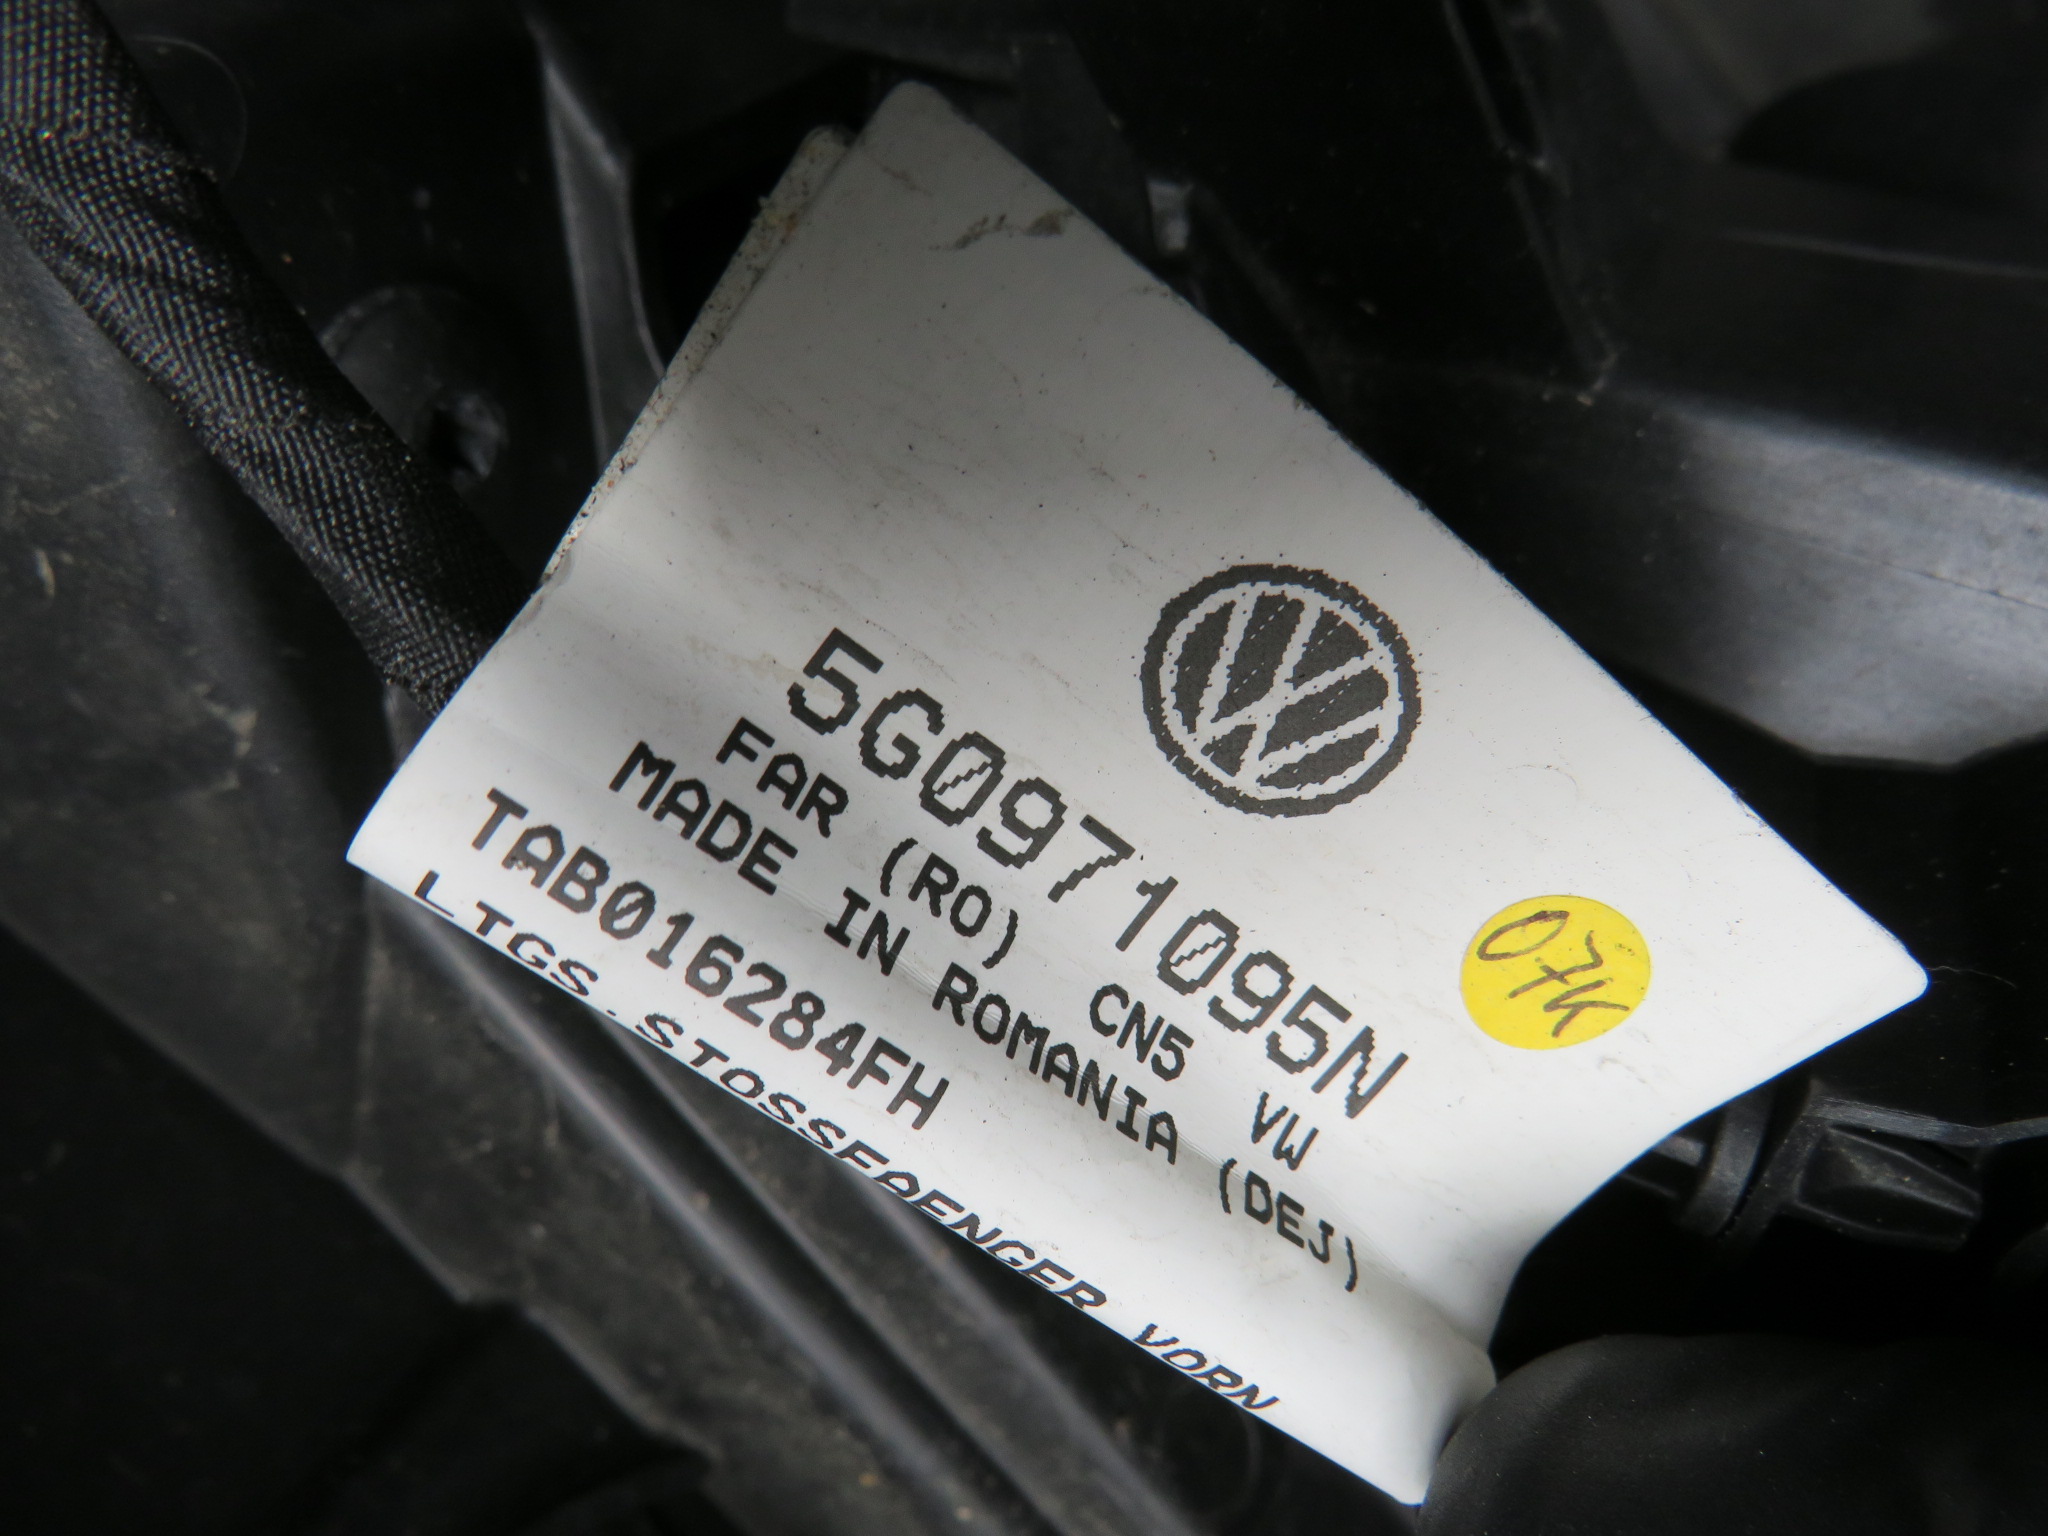 5G0971095N
FAR (RO) CN5 VW
MADE IN ROMANIA (DEJ)
TAB016284FH
LTGS.STOSSFAENGER VORN
07K